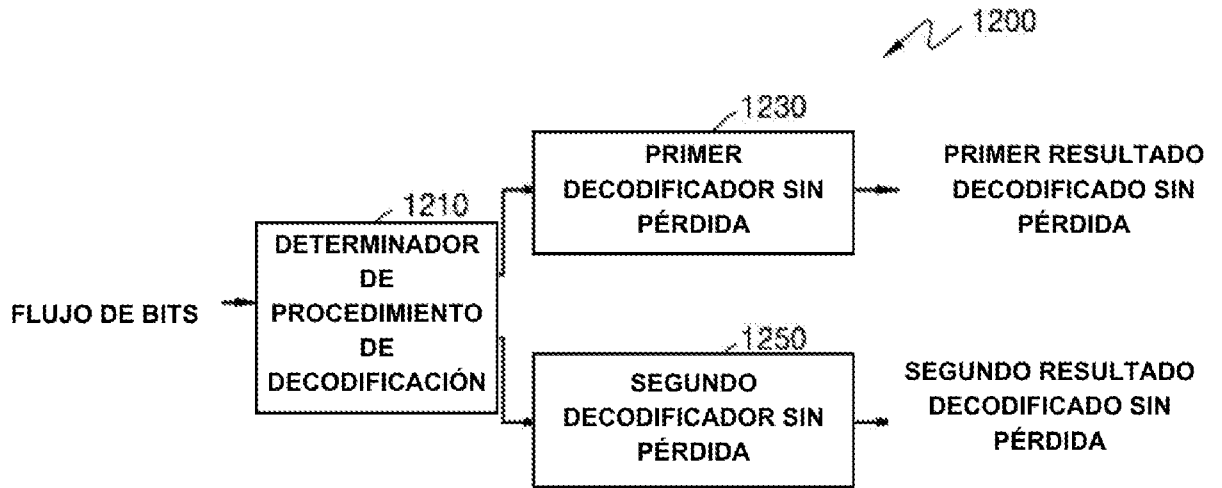 1200
1230
PRIMER
DECODIFICADOR SIN
PÉRDIDA
PRIMER RESULTADO
DECODIFICADO SIN
PÉRDIDA
1210
DETERMINADOR
DE
PROCEDIMIENTO
DE
DECODIFICACIÓN
FLUJO DE BITS
1250
SEGUNDO
DECODIFICADOR SIN
PÉRDIDA
SEGUNDO RESULTADO
DECODIFICADO SIN
PÉRDIDA